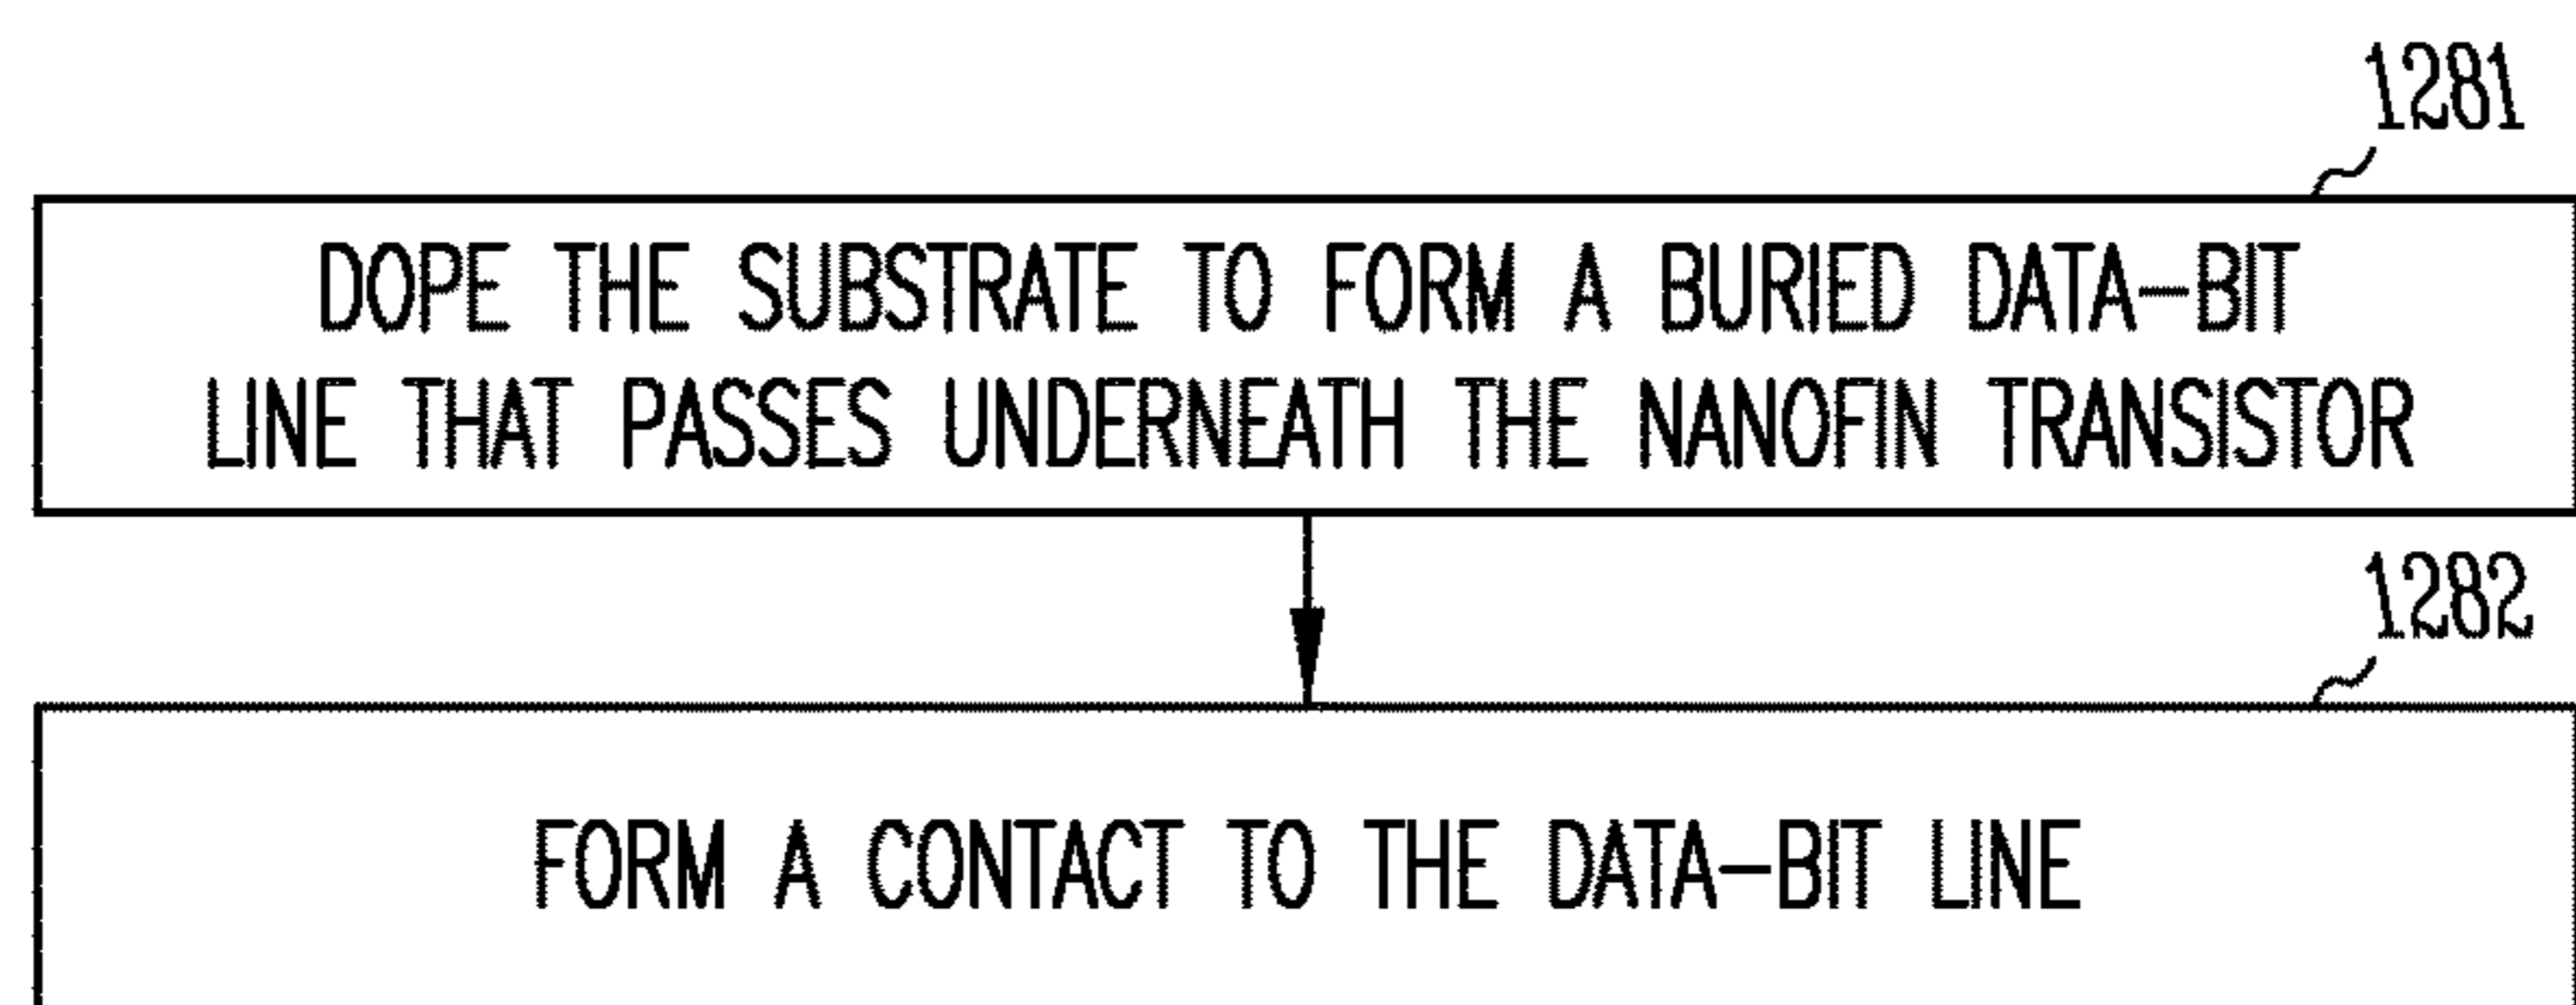 1281
DOPE THE SUBSTRATE TO FORM A BURIED DATA-BIT
LINE THAT PASSES UNDERNEATH THE NANOFIN TRANSISTOR
1282
FORM A CONTACT TO THE DATA-BIT LINE